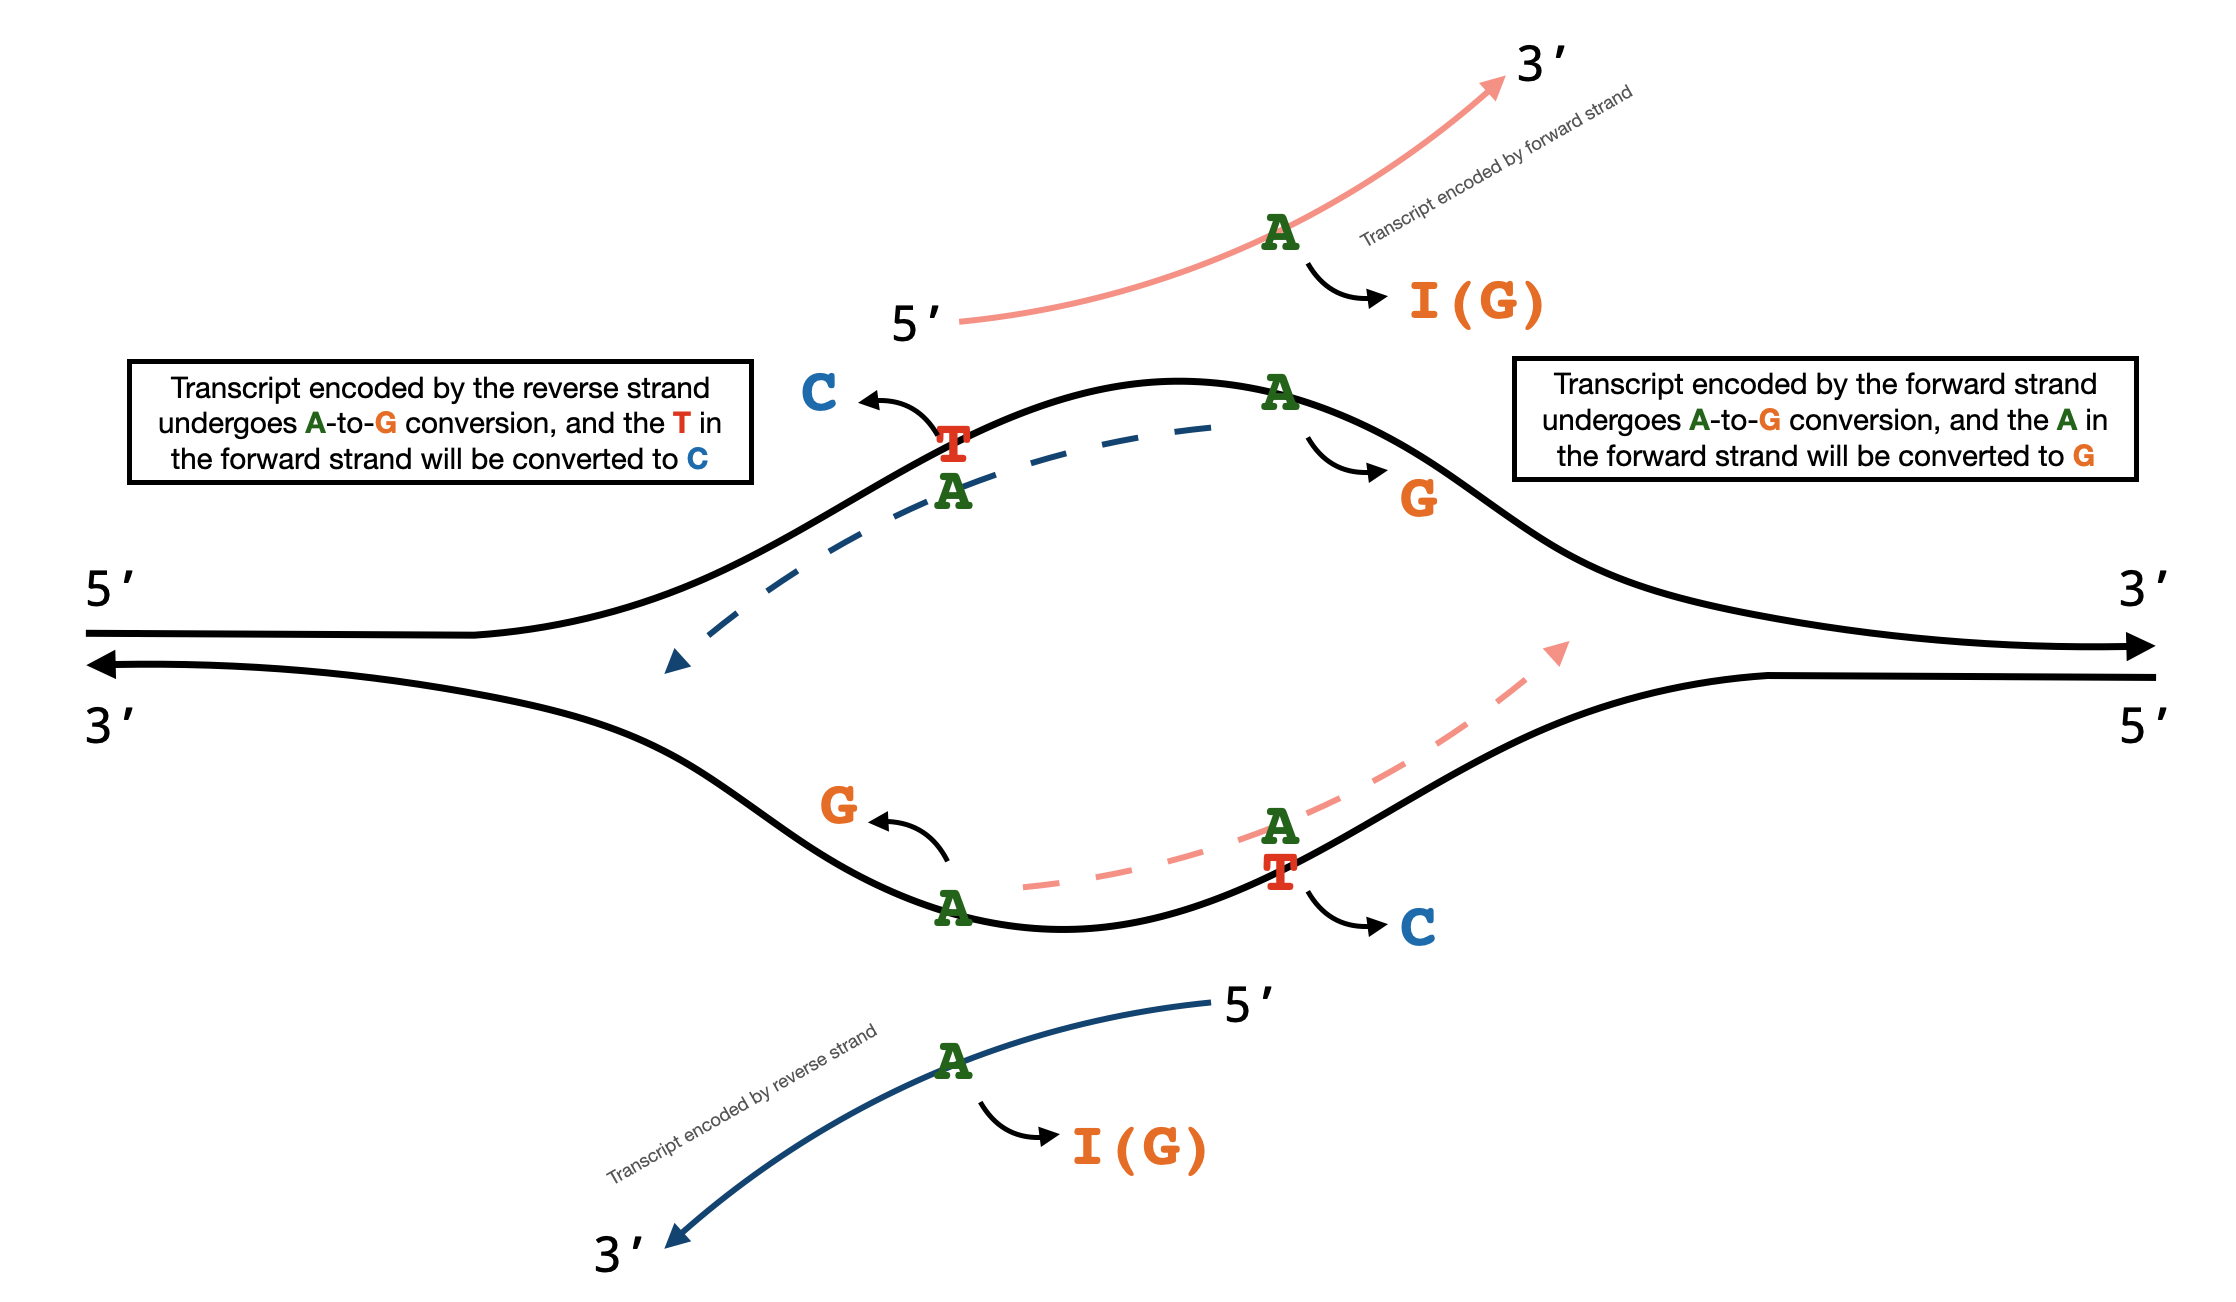 3’
Transcript encoded by forward strand
A
I(G)
5’
Transcript encoded by the reverse strand
undergoes A-to-G conversion, and the T in
the forward strand will be converted to C
C
T
A
A
G
Transcript encoded by the forward strand
undergoes A-to-G conversion, and the A in
the forward strand will be converted to G
5’
3’
3’
5’
G
A
A
T
C
5’
Transcript encoded by reverse strand
A
I(G)
3’